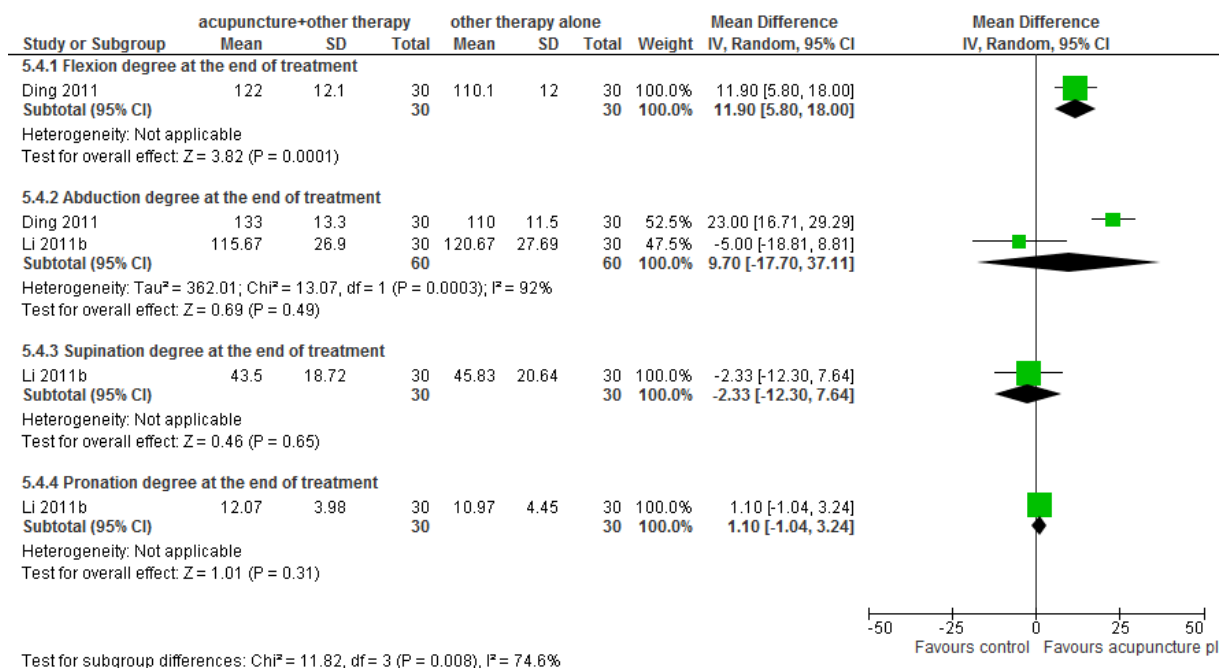 acupuncture+other therapy other therapy alone Mean Difference Mean Difference
Study or Subgroup Mean SD Total Mean SD Total Weight IV, Random, 95% CI IV, Random, 95% CI
5.4.1 Flexion degree at the end of treatment
Ding 2011 122 12.1 30 110.1 12 30 100.0% 11.90 [5.80, 18.00]
Subtotal (95% CI) 30 30 100.0% 11.90 [5.80, 18.00]
Heterogeneity: Not applicable
Test for overall effect: Z = 3.82 (P = 0.0001)
5.4.2 Abduction degree at the end of treatment
Ding 2011 133 13.3 30 110 11.5 30 52.5% 23.00 [16.71, 29.29]
Li 2011b 115.67 26.9 30 120.67 27.69 30 47.5% -5.00 [-18.81, 8.81]
Subtotal (95% CI) 60 60 100.0% 9.70 [-17.70, 37.11]
Heterogeneity: Tau² = 362.01; Chi² = 13.07, df = 1 (P = 0.0003); I² = 92%
Test for overall effect: Z = 0.69 (P = 0.49)
5.4.3 Supination degree at the end of treatment
Li 2011b 43.5 18.72 30 45.83 20.64 30 100.0% -2.33 [-12.30, 7.64]
Subtotal (95% CI) 30 30 100.0% -2.33 [-12.30, 7.64]
Heterogeneity: Not applicable
Test for overall effect: Z = 0.46 (P = 0.65)
5.4.4 Pronation degree at the end of treatment
Li 2011b 12.07 3.98 30 10.97 4.45 30 100.0% 1.10 [-1.04, 3.24]
Subtotal (95% CI) 30 30 100.0% 1.10 [-1.04, 3.24]
Heterogeneity: Not applicable
Test for overall effect: Z = 1.01 (P = 0.31)
-50 -25 0 25 50
Favours control Favours acupuncture pl
Test for subgroup differences: Chi² = 11.82, df = 3 (P = 0.008), I² = 74.6%